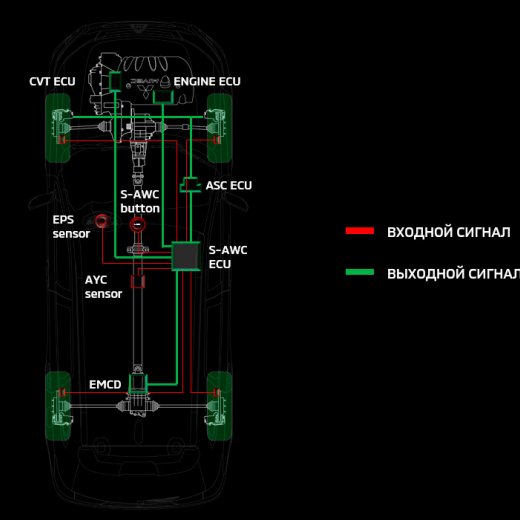 CVT ECU
ENGINE ECU
ASC ECU
S-AWC
button
EPS
sensor
S-AWC
ECU
AYC
sensor
EMCD
ВХОДНОЙ СИГНАЛ
ВЫХОДНОЙ СИГНАЛ